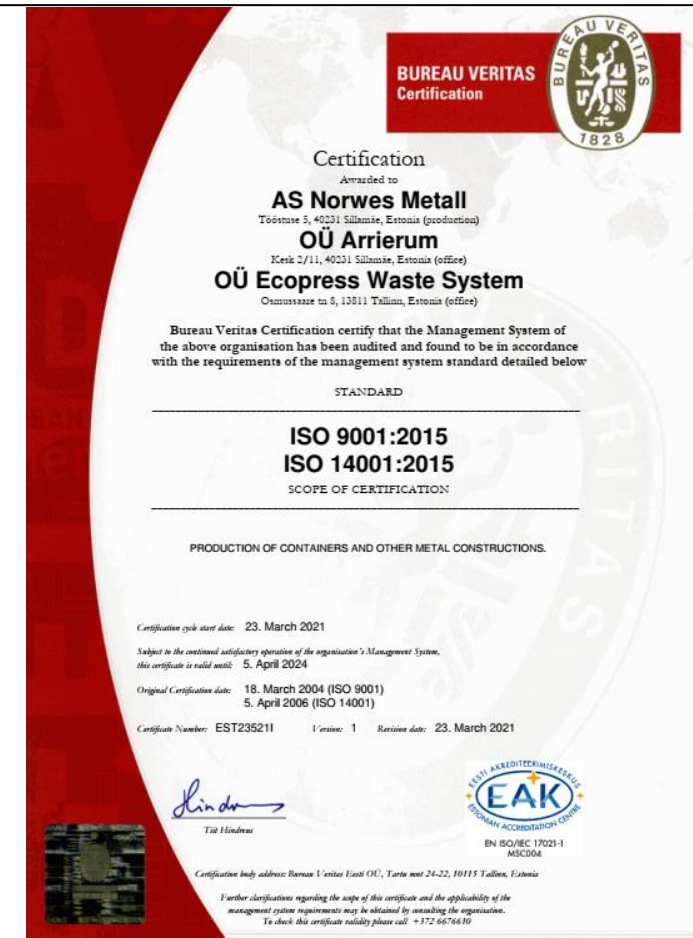 BUREAU VERITAS
Certification
BUREAU VERITAS
1828
Certification
Awarded to
AS Norwes Metall
Tööstuse 5, 40231 Sillamäe, Estonia (production)
OÜ Arrierum
Kesk 2/11, 40231 Sillamäe, Estonia (office)
OÜ Ecopress Waste System
Osmussaare tn 8, 13811 Tallinn, Estonia (office)
Bureau Veritas Certification certify that the Management System of
the above organisation has been audited and found to be in accordance
with the requirements of the management system standard detailed below
STANDARD
ISO 9001:2015
ISO 14001:2015
SCOPE OF CERTIFICATION
PRODUCTION OF CONTAINERS AND OTHER METAL CONSTRUCTIONS.
Certification cycle start date: 23. March 2021
Subject to the continued satisfactory operation of the organisation's Management System,
this certificate is valid until: 5. April 2024
Original Certification date: 18. March 2004 (ISO 9001)
5. April 2006 (ISO 14001)
Certificate Number: EST23521I Version: 1 Revision date: 23. March 2021
Tiit Hindreus
EESTI AKREDITEERIMISKESKUS
EAK
ESTONIAN ACCREDITATION CENTRE
EN ISO/IEC 17021-1
MSC004
Certification body address: Bureau Veritas Eesti OÜ, Tartu mnt 24-22, 10115 Tallinn, Estonia
Further clarifications regarding the scope of this certificate and the applicability of the
management system requirements may be obtained by consulting the organisation.
To check this certificate validity please call +372 6676610